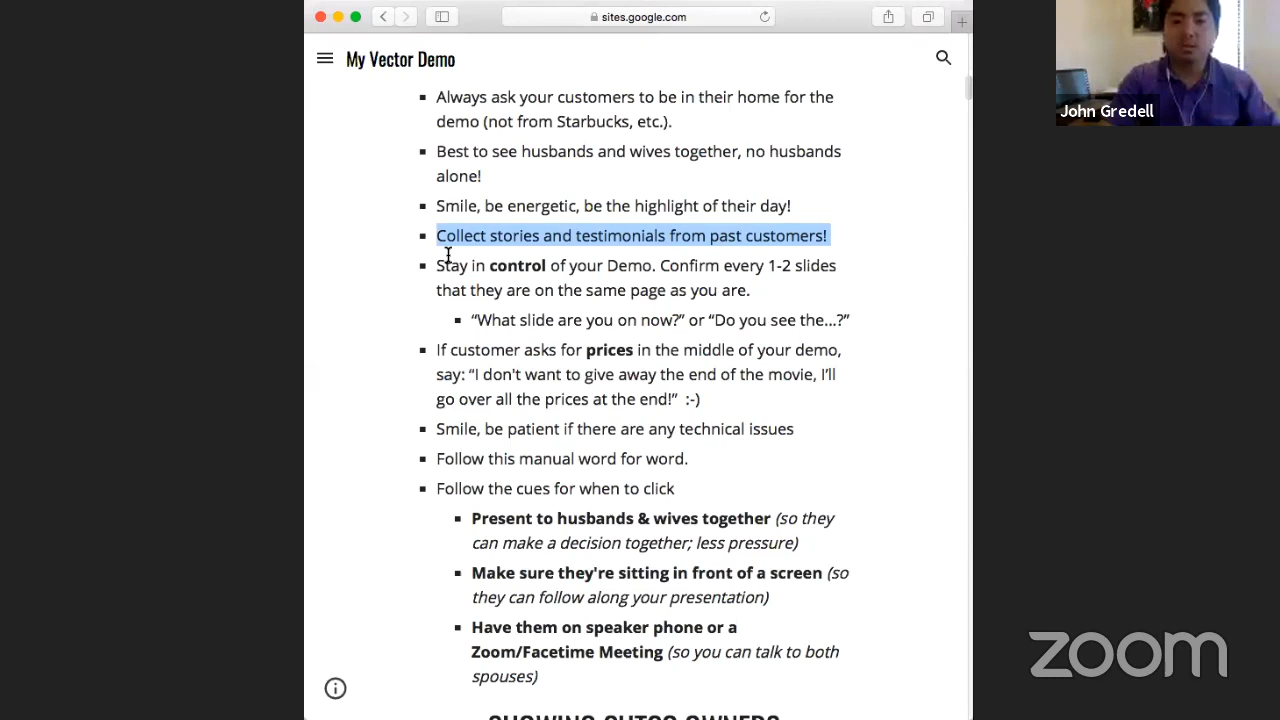 sites.google.com
My Vector Demo
John Gredell
Always ask your customers to be in their home for the
demo (not from Starbucks, etc.).
Best to see husbands and wives together, no husbands
alone!
Smile, be energetic, be the highlight of their day!
Collect stories and testimonials from past customers!
Stay in control of your Demo. Confirm every 1-2 slides
that they are on the same page as you are.
“What slide are you on now?” or “Do you see the...?”
If customer asks for prices in the middle of your demo,
say: “I don't want to give away the end of the movie, I’ll
go over all the prices at the end!” :-)
Smile, be patient if there are any technical issues
Follow this manual word for word.
Follow the cues for when to click
Present to husbands & wives together (so they
can make a decision together; less pressure)
Make sure they're sitting in front of a screen (so
they can follow along your presentation)
Have them on speaker phone or a
Zoom/Facetime Meeting (so you can talk to both
spouses)
SHOWING CUTCO OWNERS
zoom